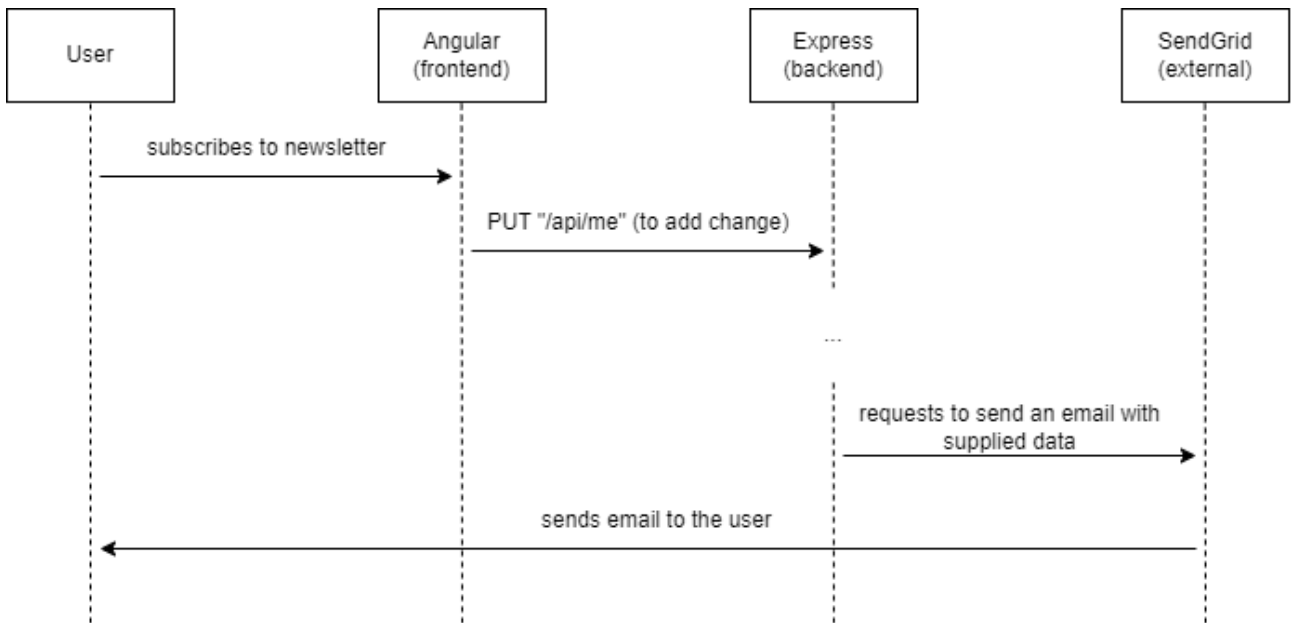 User
Angular
(frontend)
Express
(backend)
SendGrid
(external)
subscribes to newsletter
PUT "/api/me" (to add change)
...
requests to send an email with
supplied data
sends email to the user